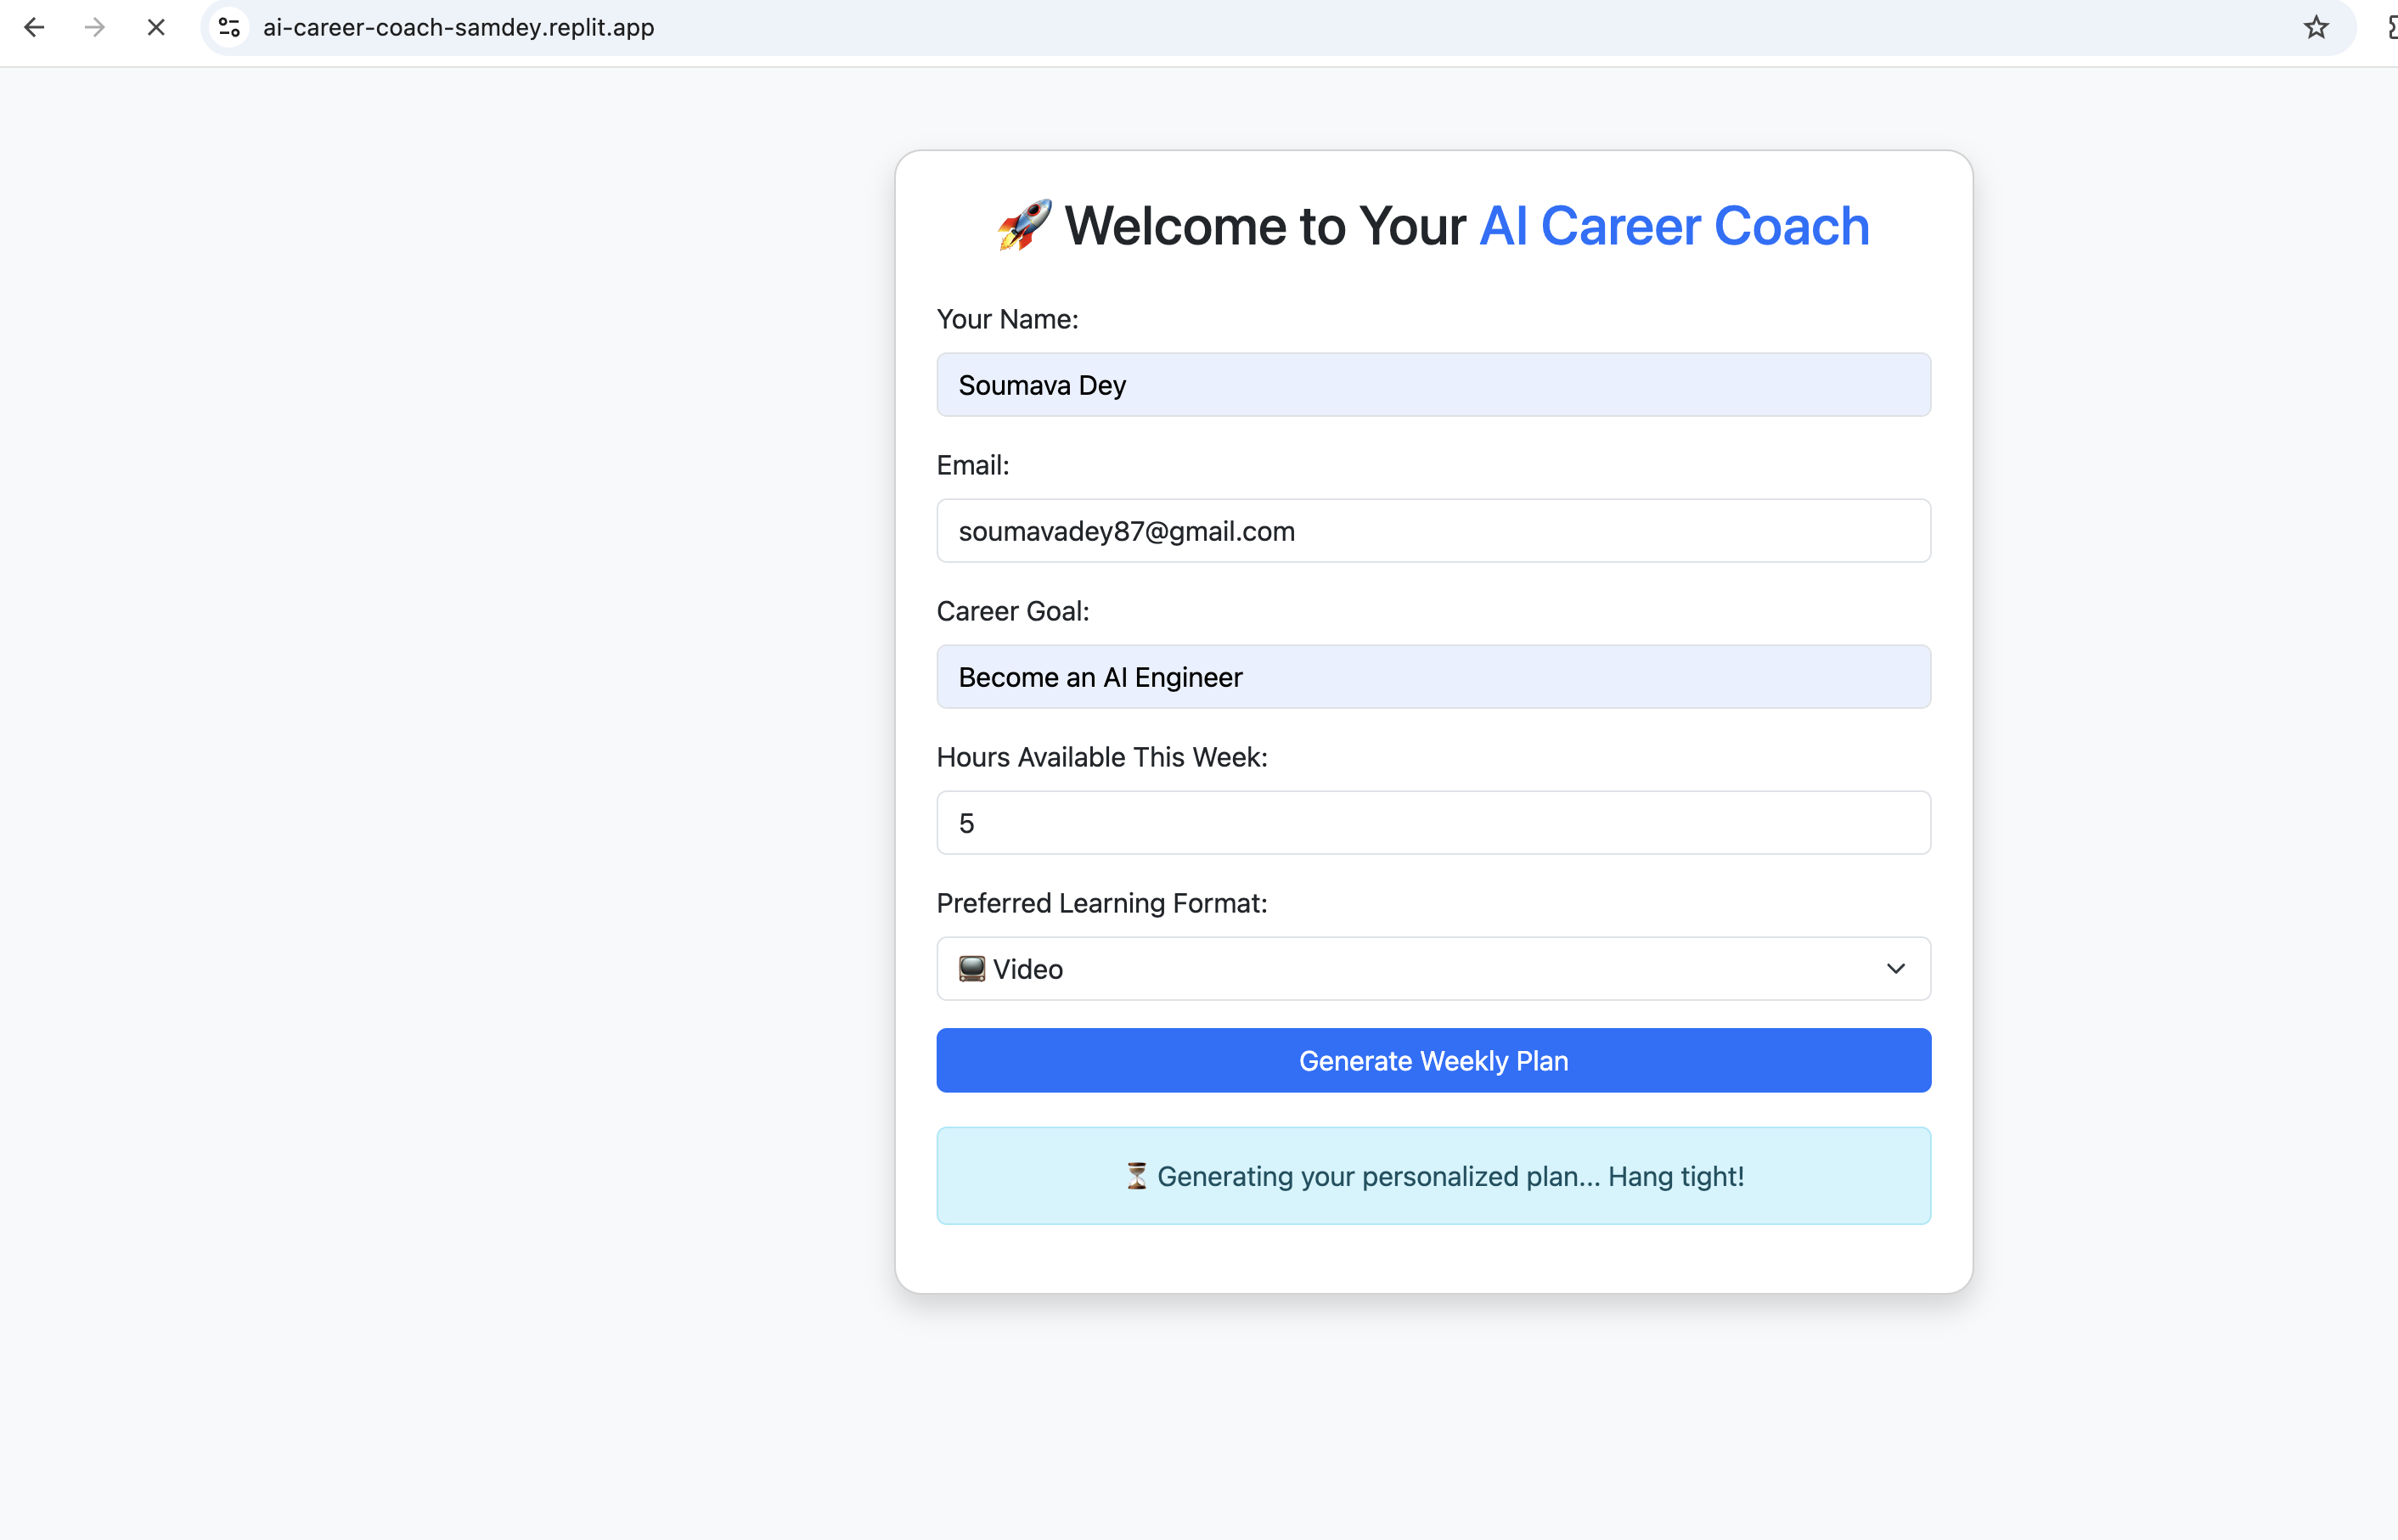 ai-career-coach-samdey.replit.app
🚀 Welcome to Your AI Career Coach
Your Name:
Soumava Dey
Email:
soumavadey87@gmail.com
Career Goal:
Become an AI Engineer
Hours Available This Week:
5
Preferred Learning Format:
📺 Video
Generate Weekly Plan
⏳ Generating your personalized plan... Hang tight!